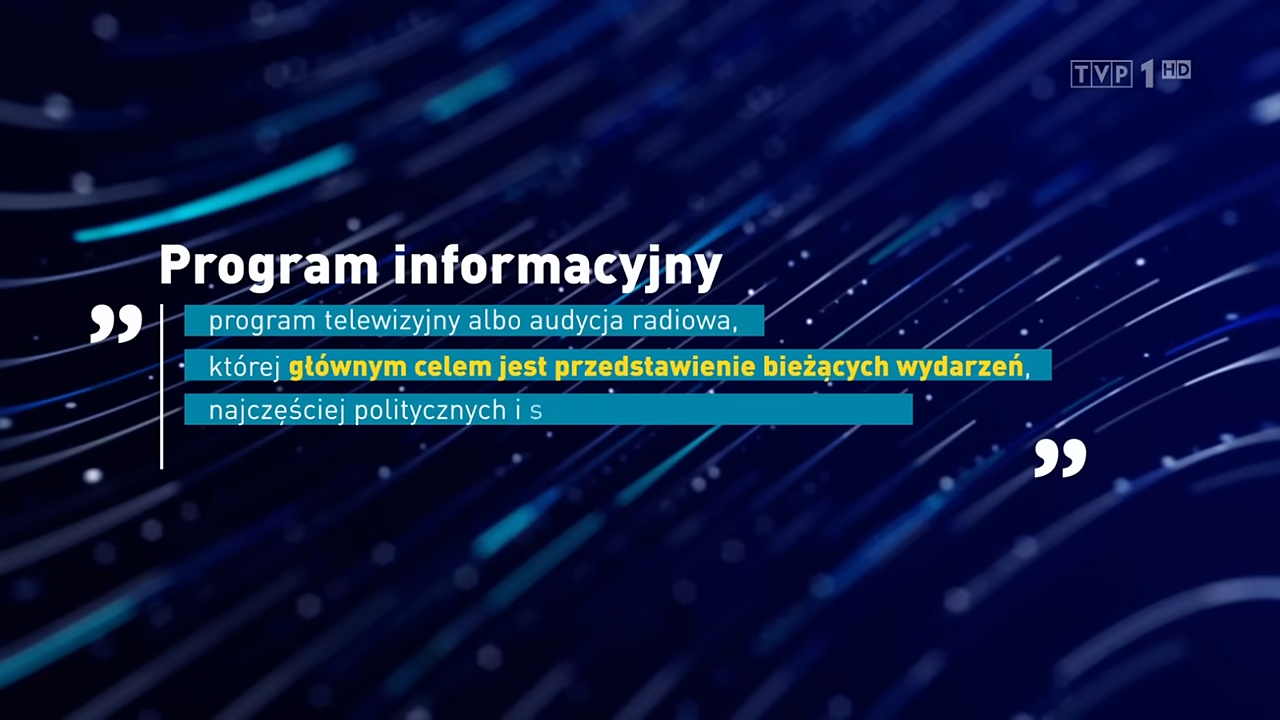 TVP 1 HD
Program informacyjny
„
program telewizyjny albo audycja radiowa,
której głównym celem jest przedstawienie bieżących wydarzeń,
najczęściej politycznych i s
”